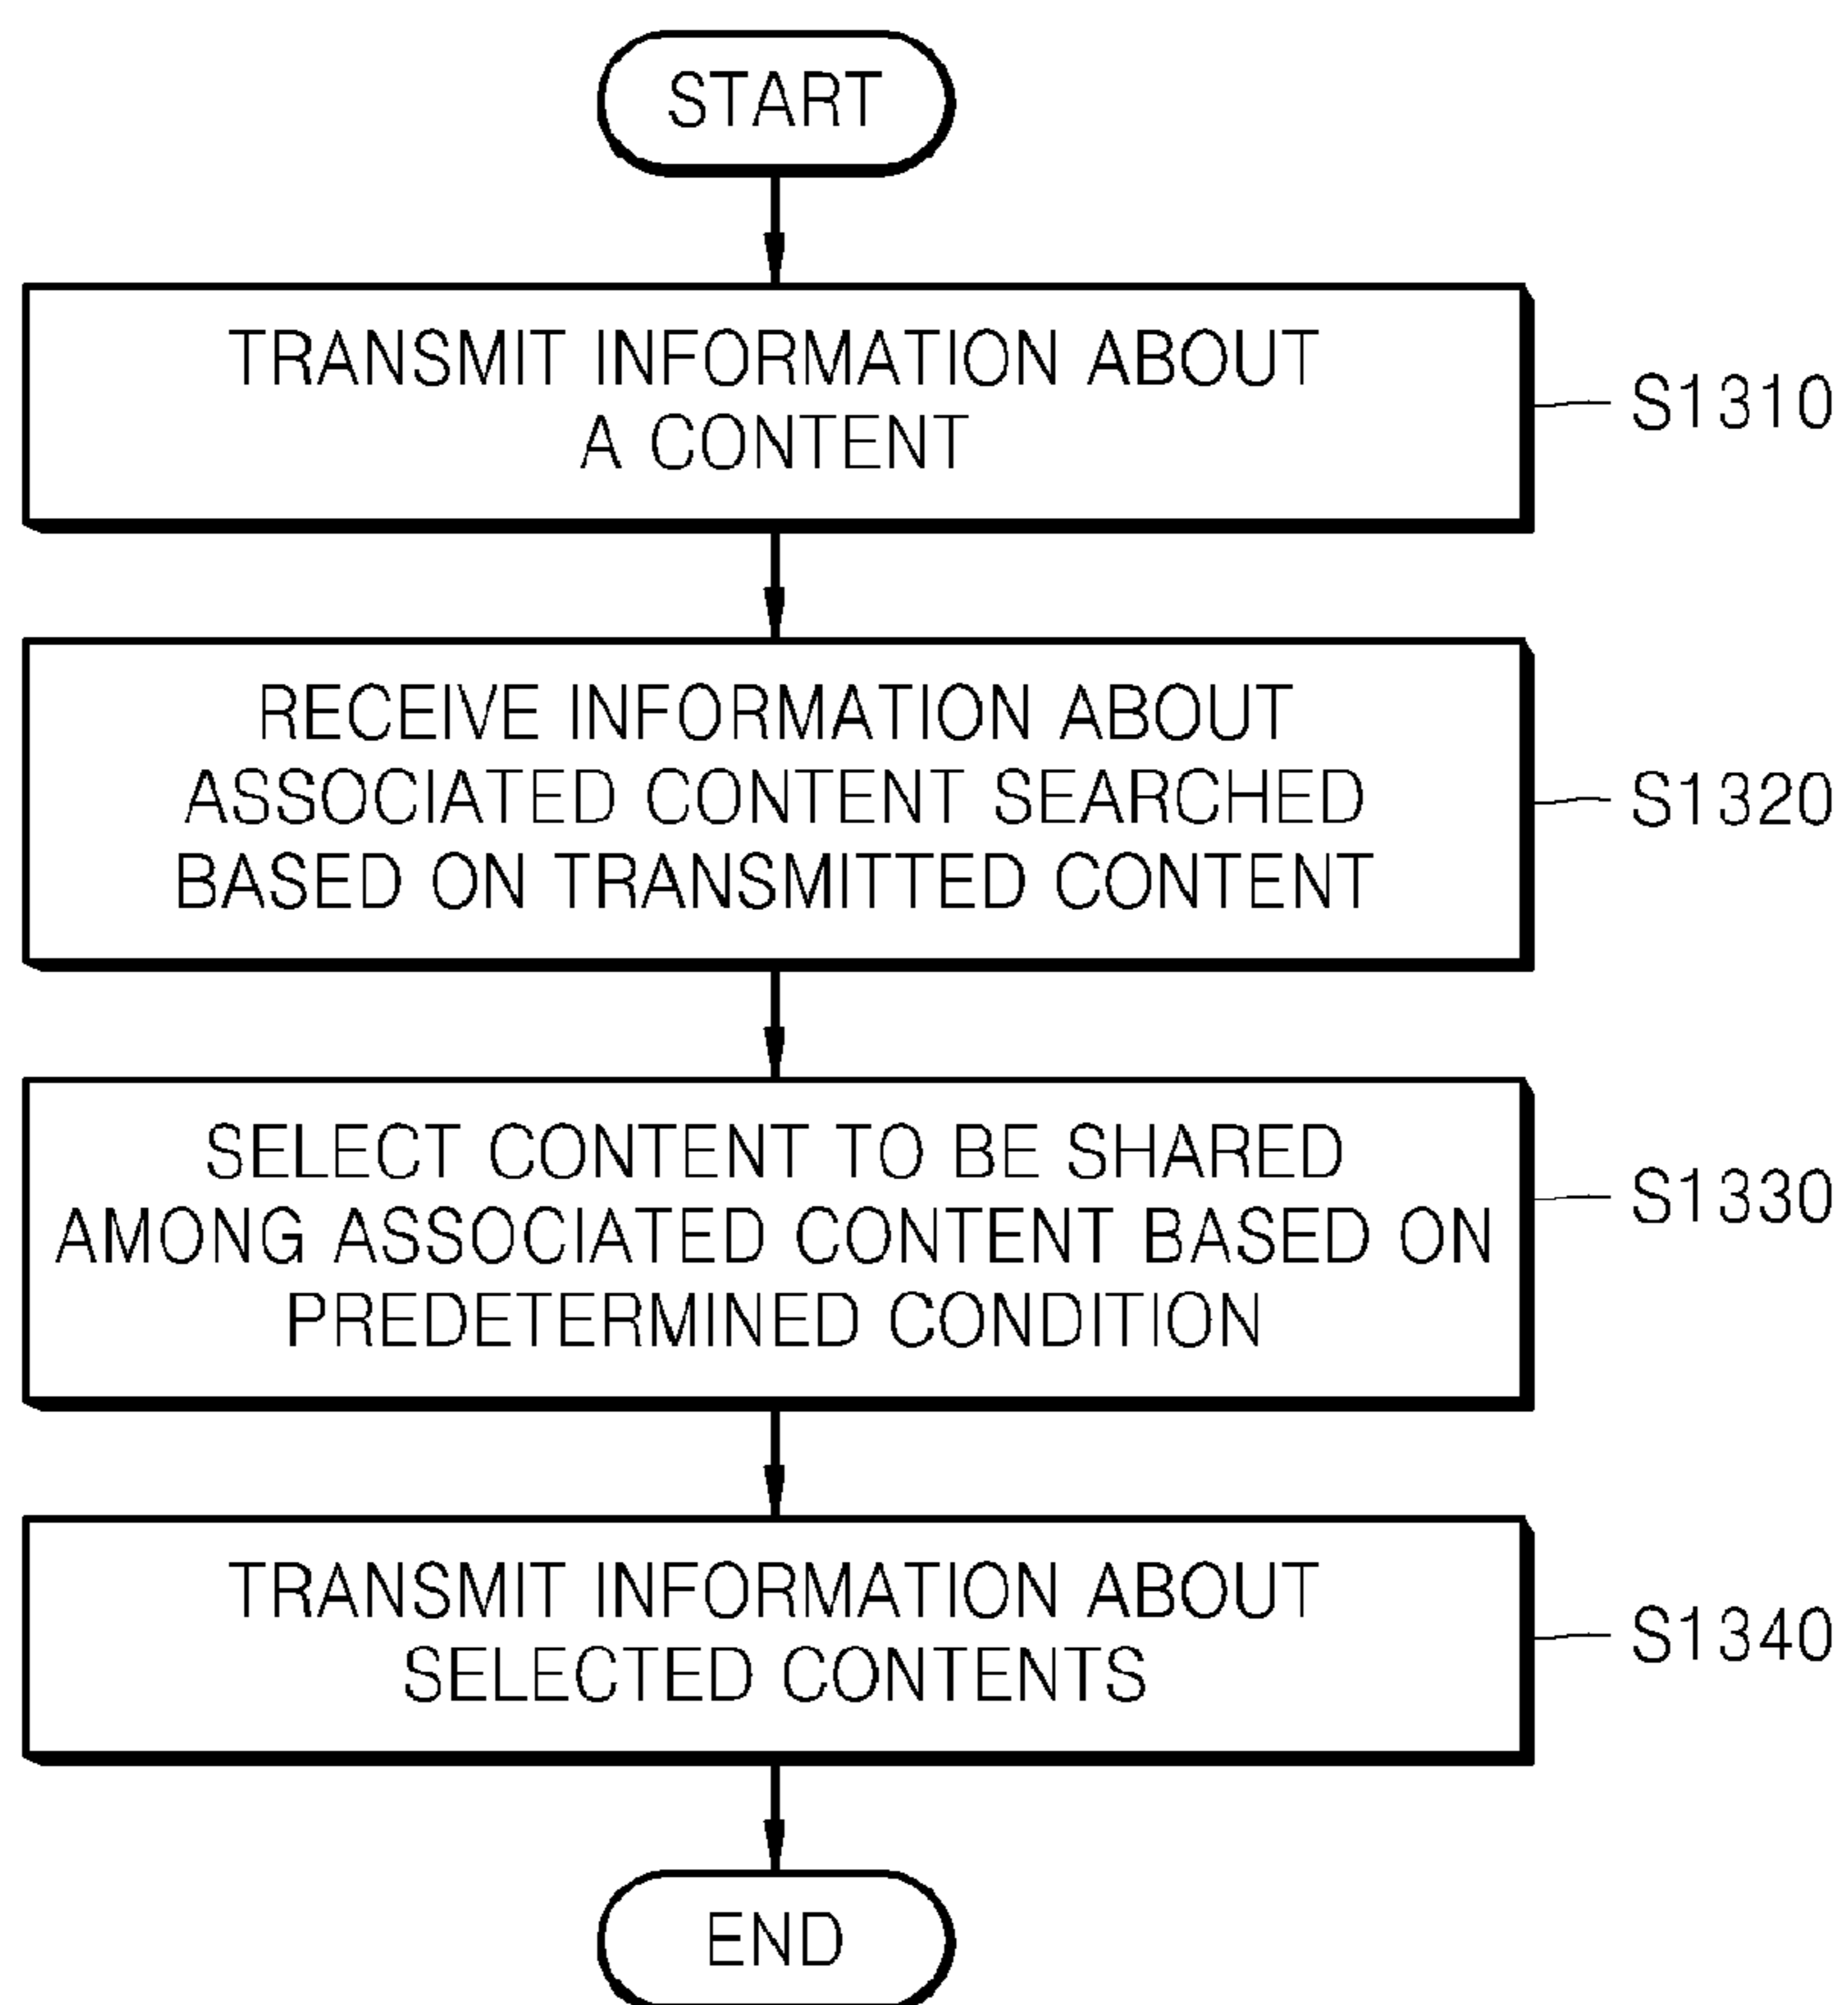 START
TRANSMIT INFORMATION ABOUT
A CONTENT
S1310
RECEIVE INFORMATION ABOUT
ASSOCIATED CONTENT SEARCHED
BASED ON TRANSMITTED CONTENT
S1320
SELECT CONTENT TO BE SHARED
AMONG ASSOCIATED CONTENT BASED ON
PREDETERMINED CONDITION
S1330
TRANSMIT INFORMATION ABOUT
SELECTED CONTENTS
S1340
END